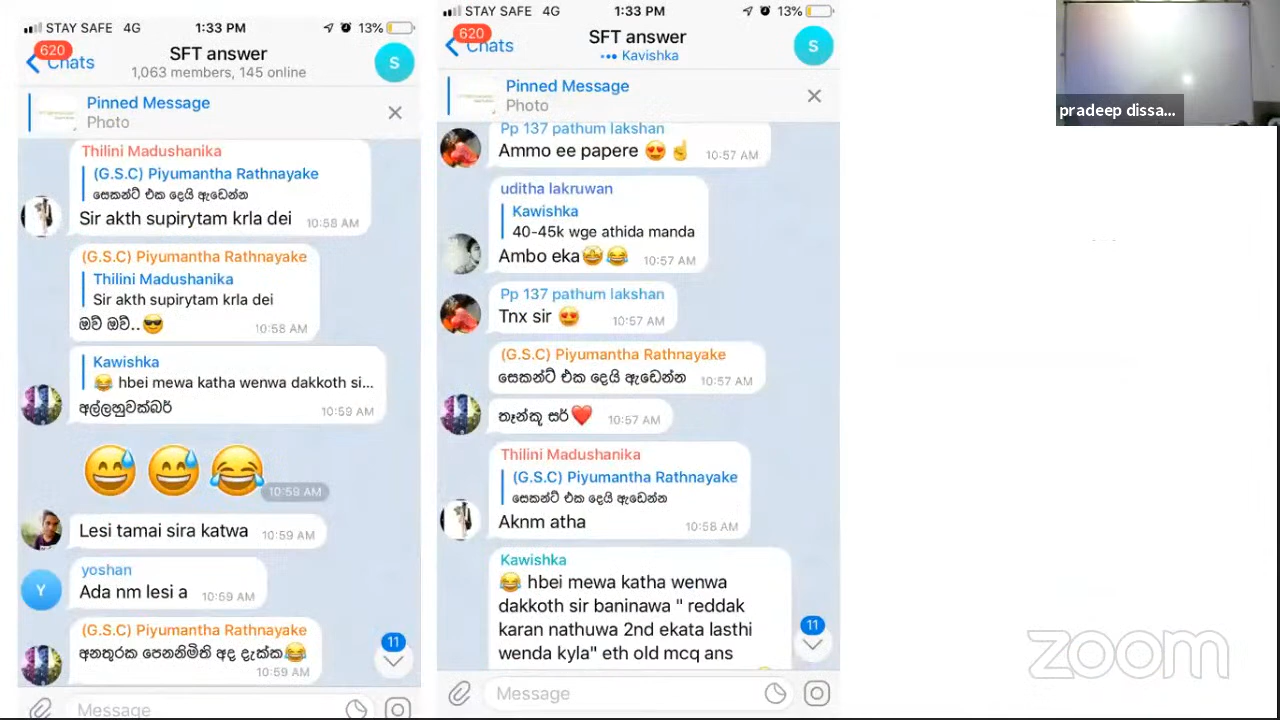 STAY SAFE 4G 1:33 PM 13%
620
Chats
SFT answer
1,063 members, 145 online
S
Pinned Message
Photo
Thilini Madushanika
(G.S.C) Piyumantha Rathnayake
සෙකන්ට් එක දෙයි ඇඩෙන්න
Sir akth supirytam krla dei 10:58 AM
(G.S.C) Piyumantha Rathnayake
Thilini Madushanika
Sir akth supirytam krla dei
ඔව් ඔව්..😎 10:58 AM
Kawishka
😂 hbei mewa katha wenwa dakkoth si...
අල්ලහුවක්බර් 10:59 AM
😅 😅 😂 10:59 AM
Lesi tamai sira katwa 10:59 AM
yoshan
Y
Ada nm lesi a 10:59 AM
(G.S.C) Piyumantha Rathnayake
අනතුරක පෙනනිමිති අද දැක්ක😂
10:59 AM
11
Message
STAY SAFE 4G 1:33 PM 13%
620
Chats
SFT answer
••• Kavishka
S
Pinned Message
Photo
Pp 137 pathum lakshan
Ammo ee papere 😍☝ 10:57 AM
uditha lakruwan
Kawishka
40-45k wge athida manda
Ambo eka🤩😂 10:57 AM
Pp 137 pathum lakshan
Tnx sir 😍 10:57 AM
(G.S.C) Piyumantha Rathnayake
සෙකන්ට් එක දෙයි ඇඩෙන්න 10:57 AM
තෑන්කූ සර්❤️ 10:57 AM
Thilini Madushanika
(G.S.C) Piyumantha Rathnayake
සෙකන්ට් එක දෙයි ඇඩෙන්න
Aknm atha 10:58 AM
Kawishka
😂 hbei mewa katha wenwa
dakkoth sir baninawa " reddak
karan nathuwa 2nd ekata lasthi
wenda kyla" eth old mcq ans
11
Message
pradeep dissa...
zoom